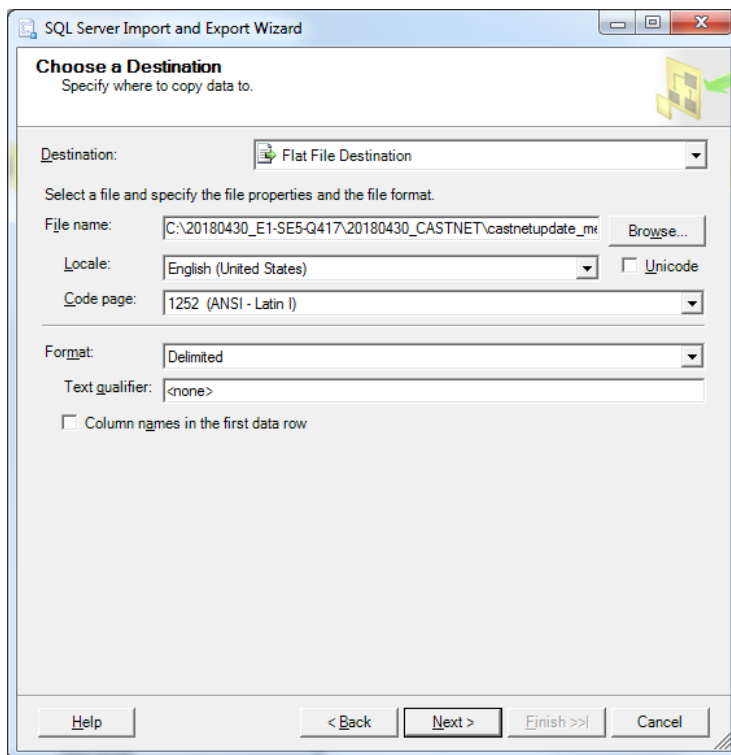 SQL Server Import and Export Wizard
Choose a Destination
Specify where to copy data to.
Destination: Flat File Destination
Select a file and specify the file properties and the file format.
File name: C:\20180430_E1-SE5-Q417\20180430_CASTNET\castnetupdate_me Browse...
Locale: English (United States) Unicode
Code page: 1252 (ANSI - Latin I)
Format: Delimited
Text qualifier: <none>
Column names in the first data row
Help < Back Next > Finish >>| Cancel